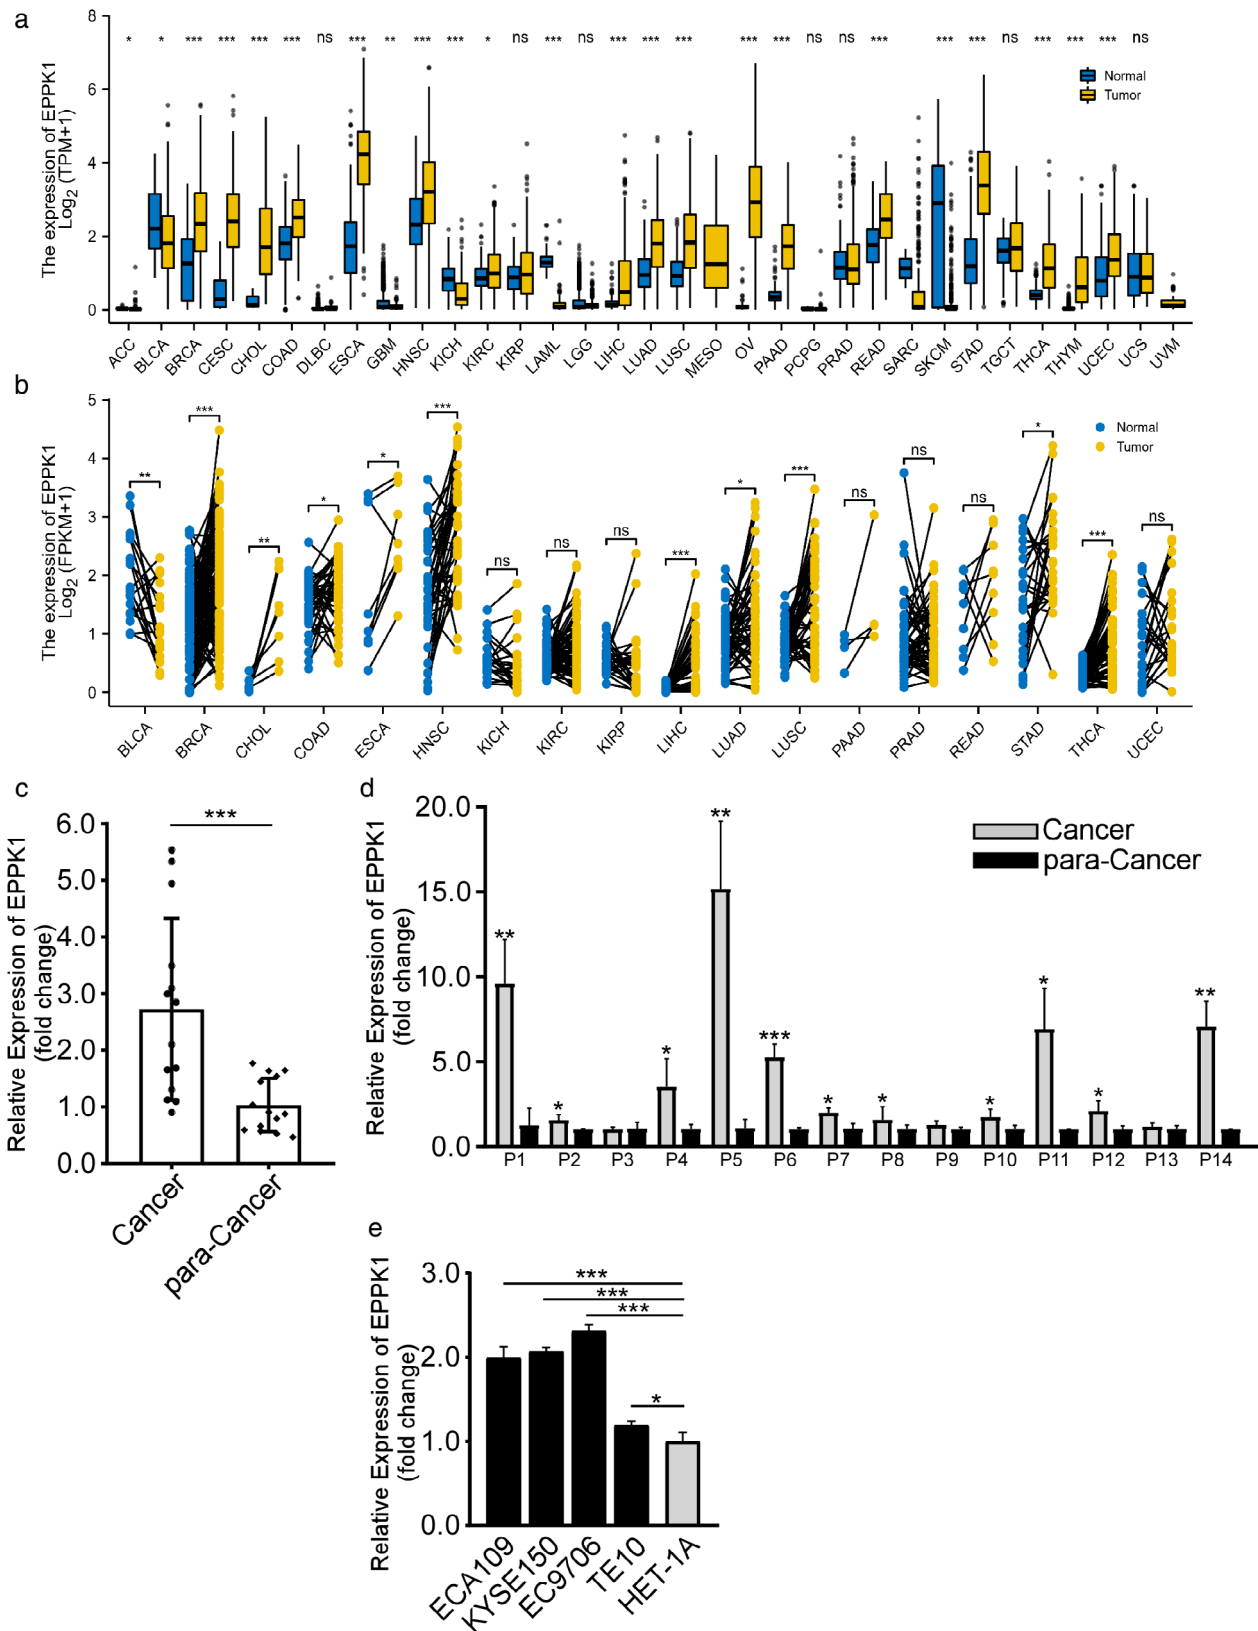 a
The expression of EPPK1
Log2 (TPM+1)
8
6
4
2
0
* * *** *** *** *** ns *** ** *** *** * ns *** ns *** *** *** *** *** ns ns *** *** *** ns *** *** *** ns
Normal
Tumor
ACC BLCA BRCA CESC CHOL COAD DLBC ESCA GBM HNSC KICH KIRC KIRP LAML LGG LIHC LUAD LUSC MESO OV PAAD PCPG PRAD READ SARC SKCM STAD TGCT THCA THYM UCEC UCS UVM
b
The expression of EPPK1
Log2 (FPKM+1)
5
4
3
2
1
0
** *** ** * * *** ns ns ns *** * *** ns ns ns * *** ns
Normal
Tumor
BLCA BRCA CHOL COAD ESCA HNSC KICH KIRC KIRP LIHC LUAD LUSC PAAD PRAD READ STAD THCA UCEC
c
Relative Expression of EPPK1
(fold change)
6.0
5.0
4.0
3.0
2.0
1.0
0.0
***
Cancer
para-Cancer
d
Relative Expression of EPPK1
(fold change)
20.0
15.0
10.0
5.0
0.0
** * * ** *** * * * * * **
Cancer
para-Cancer
P1 P2 P3 P4 P5 P6 P7 P8 P9 P10 P11 P12 P13 P14
e
Relative Expression of EPPK1
(fold change)
3.0
2.0
1.0
0.0
***
***
***
*
ECA109 KYSE150 EC9706 TE10 HET-1A